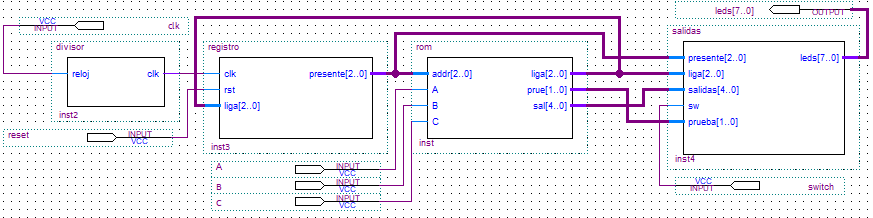 VCC
INPUT
clk
leds[7..0]
OUTPUT
divisor
reloj
clk
inst2
registro
clk
presente[2..0]
rst
liga[2..0]
inst3
rom
addr[2..0]
liga[2..0]
A
prue[1..0]
B
sal[4..0]
C
inst
salidas
presente[2..0]
leds[7..0]
liga[2..0]
salidas[4..0]
sw
prueba[1..0]
inst4
reset
INPUT
VCC
A
INPUT
VCC
B
INPUT
VCC
C
INPUT
VCC
VCC
INPUT
switch